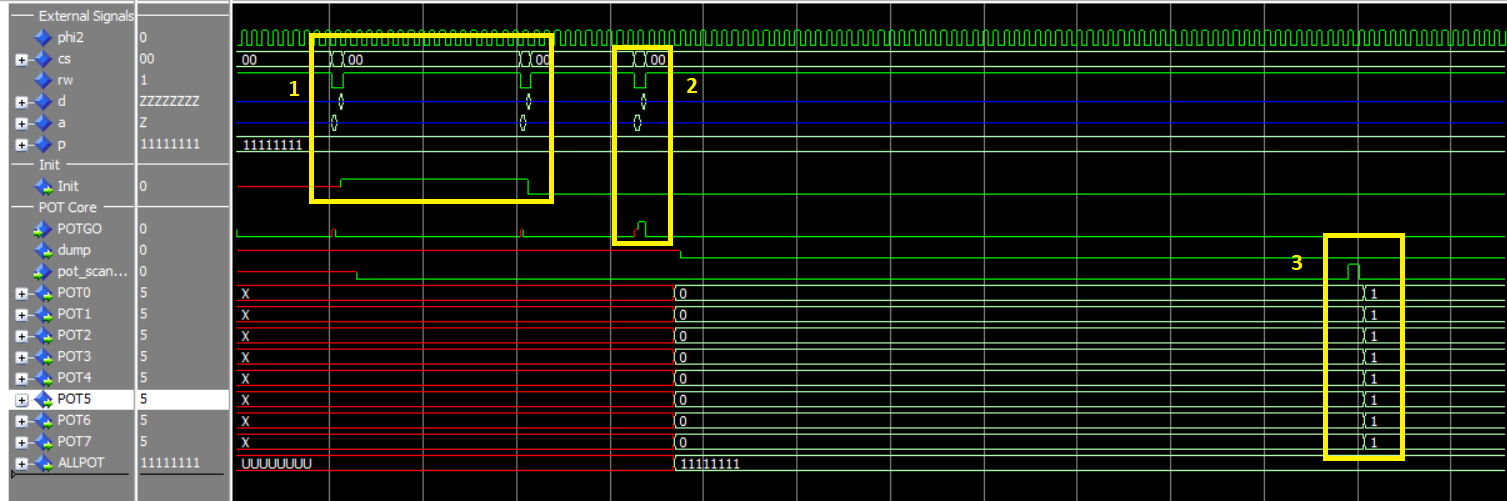 External Signals
phi2 0
cs 00 00 00 00 00
rw 1
1 2
d ZZZZZZZZ
a Z
p 11111111 11111111
Init
Init 0
POT Core
POTGO 0
dump 0
3
pot_scan... 0
POT0 5 X 0 1
POT1 5 X 0 1
POT2 5 X 0 1
POT3 5 X 0 1
POT4 5 X 0 1
POT5 5 X 0 1
POT6 5 X 0 1
POT7 5 X 0 1
ALLPOT 11111111 UUUUUUUU 11111111